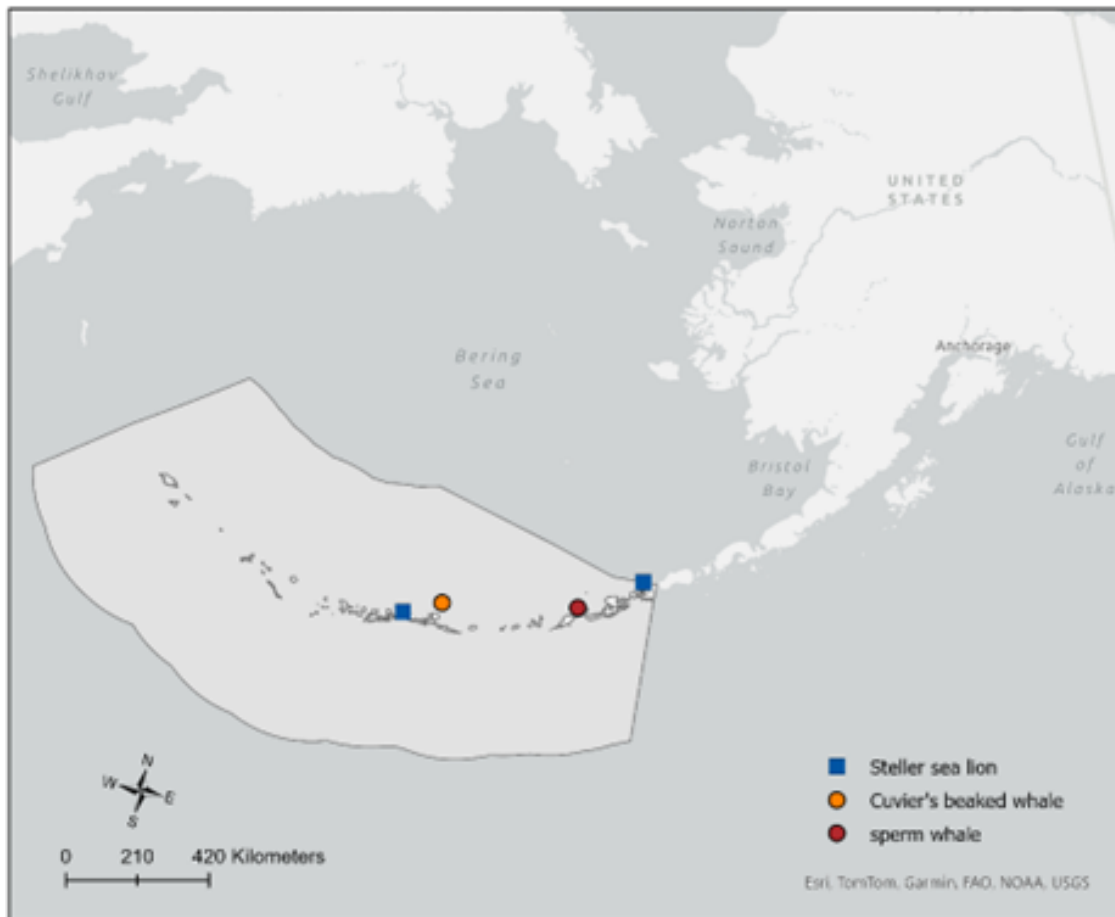 Shelikhov
Gulf
UNITED
STATES
Norton
Sound
Anchorage
Bering
Sea
Bristol
Bay
Gulf
of
Alaska
N
W
E
S
0 210 420 Kilometers
Steller sea lion
Cuvier's beaked whale
sperm whale
Esri, TomTom, Garmin, FAO, NOAA, USGS